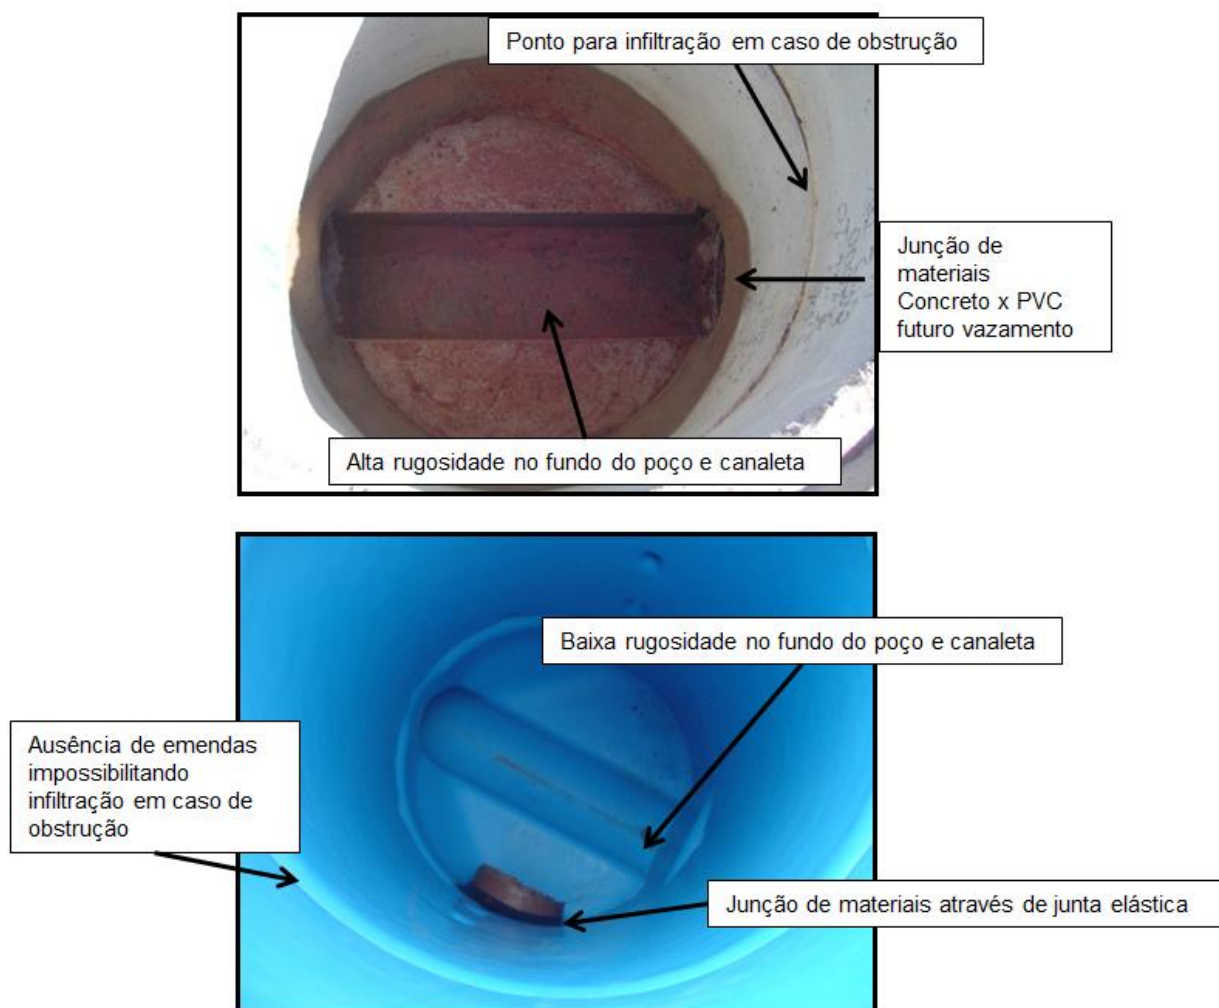 Ponto para infiltração em caso de obstrução
Junção de
materiais
Concreto x PVC
futuro vazamento
Alta rugosidade no fundo do poço e canaleta
Baixa rugosidade no fundo do poço e canaleta
Ausência de emendas
impossibilitando
infiltração em caso de
obstrução
Junção de materiais através de junta elástica